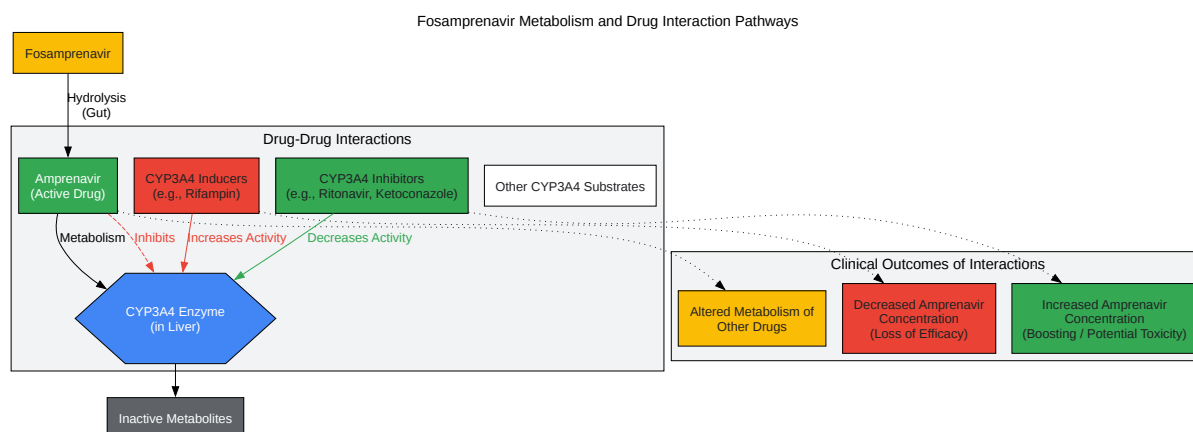 Fosamprenavir Metabolism and Drug Interaction Pathways
Fosamprenavir
Hydrolysis
(Gut)
Drug-Drug Interactions
Amprenavir
(Active Drug)
CYP3A4 Inducers
(e.g., Rifampin)
CYP3A4 Inhibitors
(e.g., Ritonavir, Ketoconazole)
Other CYP3A4 Substrates
Metabolism
Inhibits
Increases Activity
Decreases Activity
CYP3A4 Enzyme
(in Liver)
Clinical Outcomes of Interactions
Altered Metabolism of
Other Drugs
Decreased Amprenavir
Concentration
(Loss of Efficacy)
Increased Amprenavir
Concentration
(Boosting / Potential Toxicity)
Inactive Metabolites